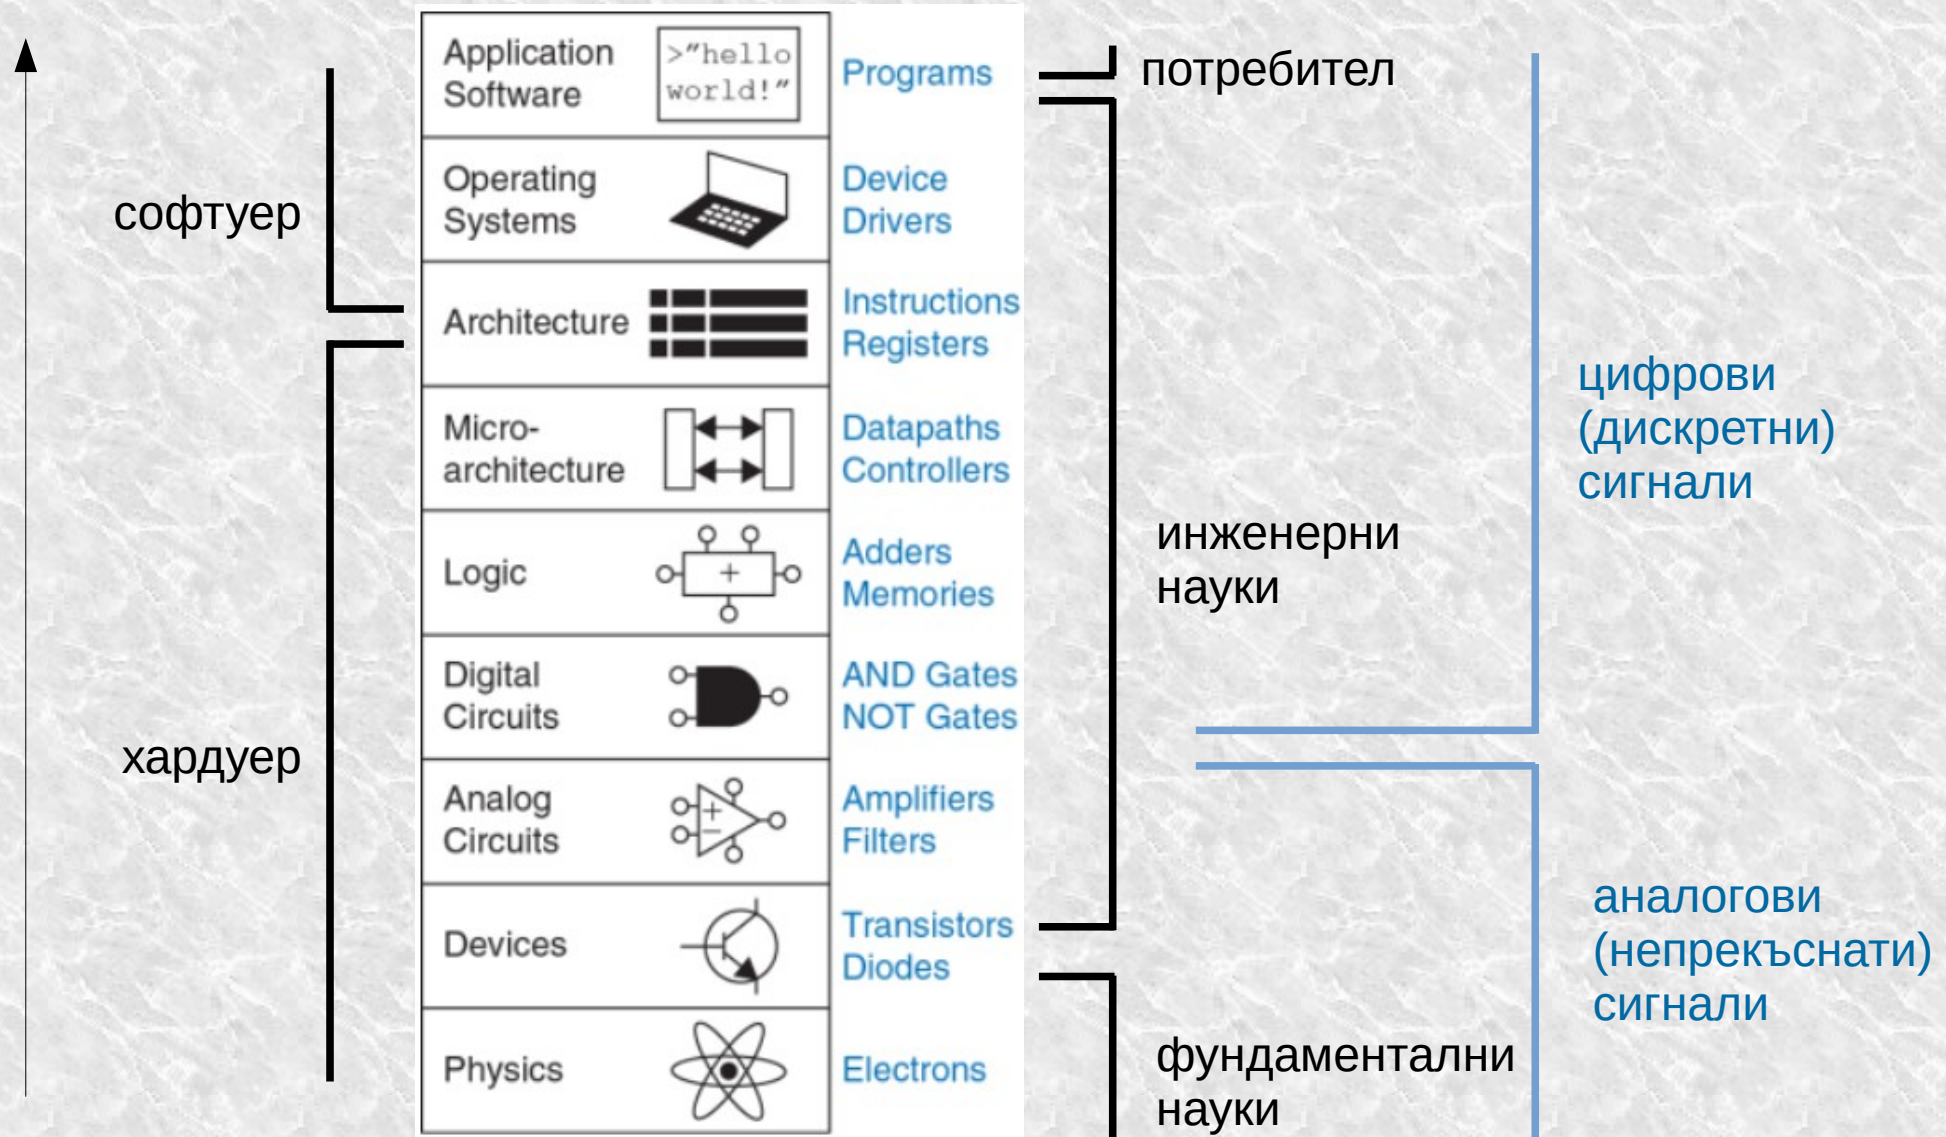 софтуер
хардуер
Application
Software
>"hello
world!"
Programs
Operating
Systems
Device
Drivers
Architecture
Instructions
Registers
Micro-
architecture
Datapaths
Controllers
Logic
+
Adders
Memories
Digital
Circuits
AND Gates
NOT Gates
Analog
Circuits
+
−
Amplifiers
Filters
Devices
Transistors
Diodes
Physics
Electrons
потребител
инженерни
науки
фундаментални
науки
цифрови
(дискретни)
сигнали
аналогови
(непрекъснати)
сигнали